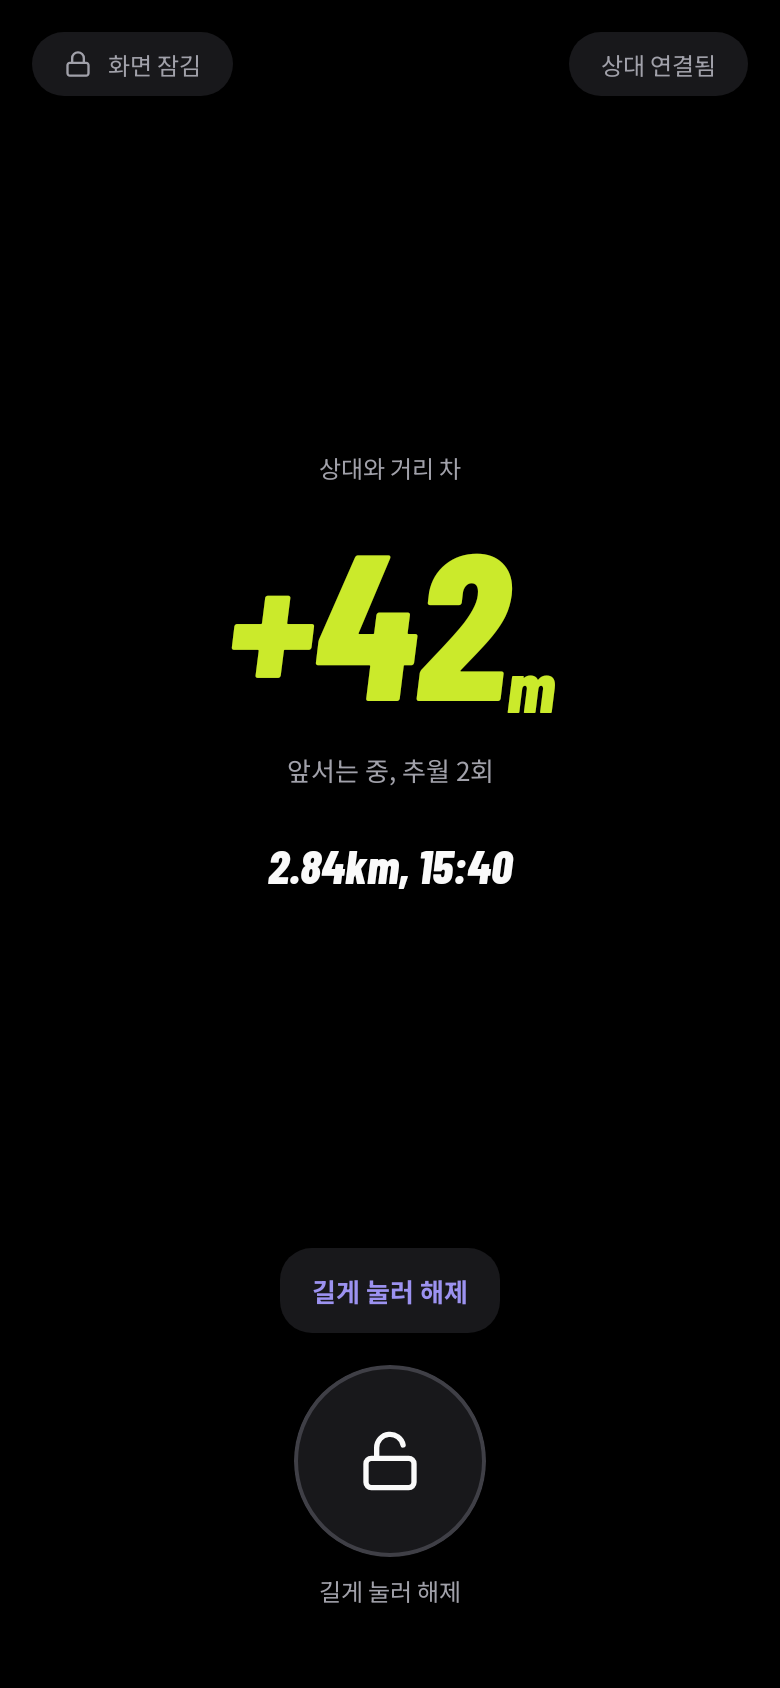 화면 잠김
상대 연결됨
상대와 거리 차
+42m
앞서는 중, 추월 2회
2.84km, 15:40
길게 눌러 해제
길게 눌러 해제